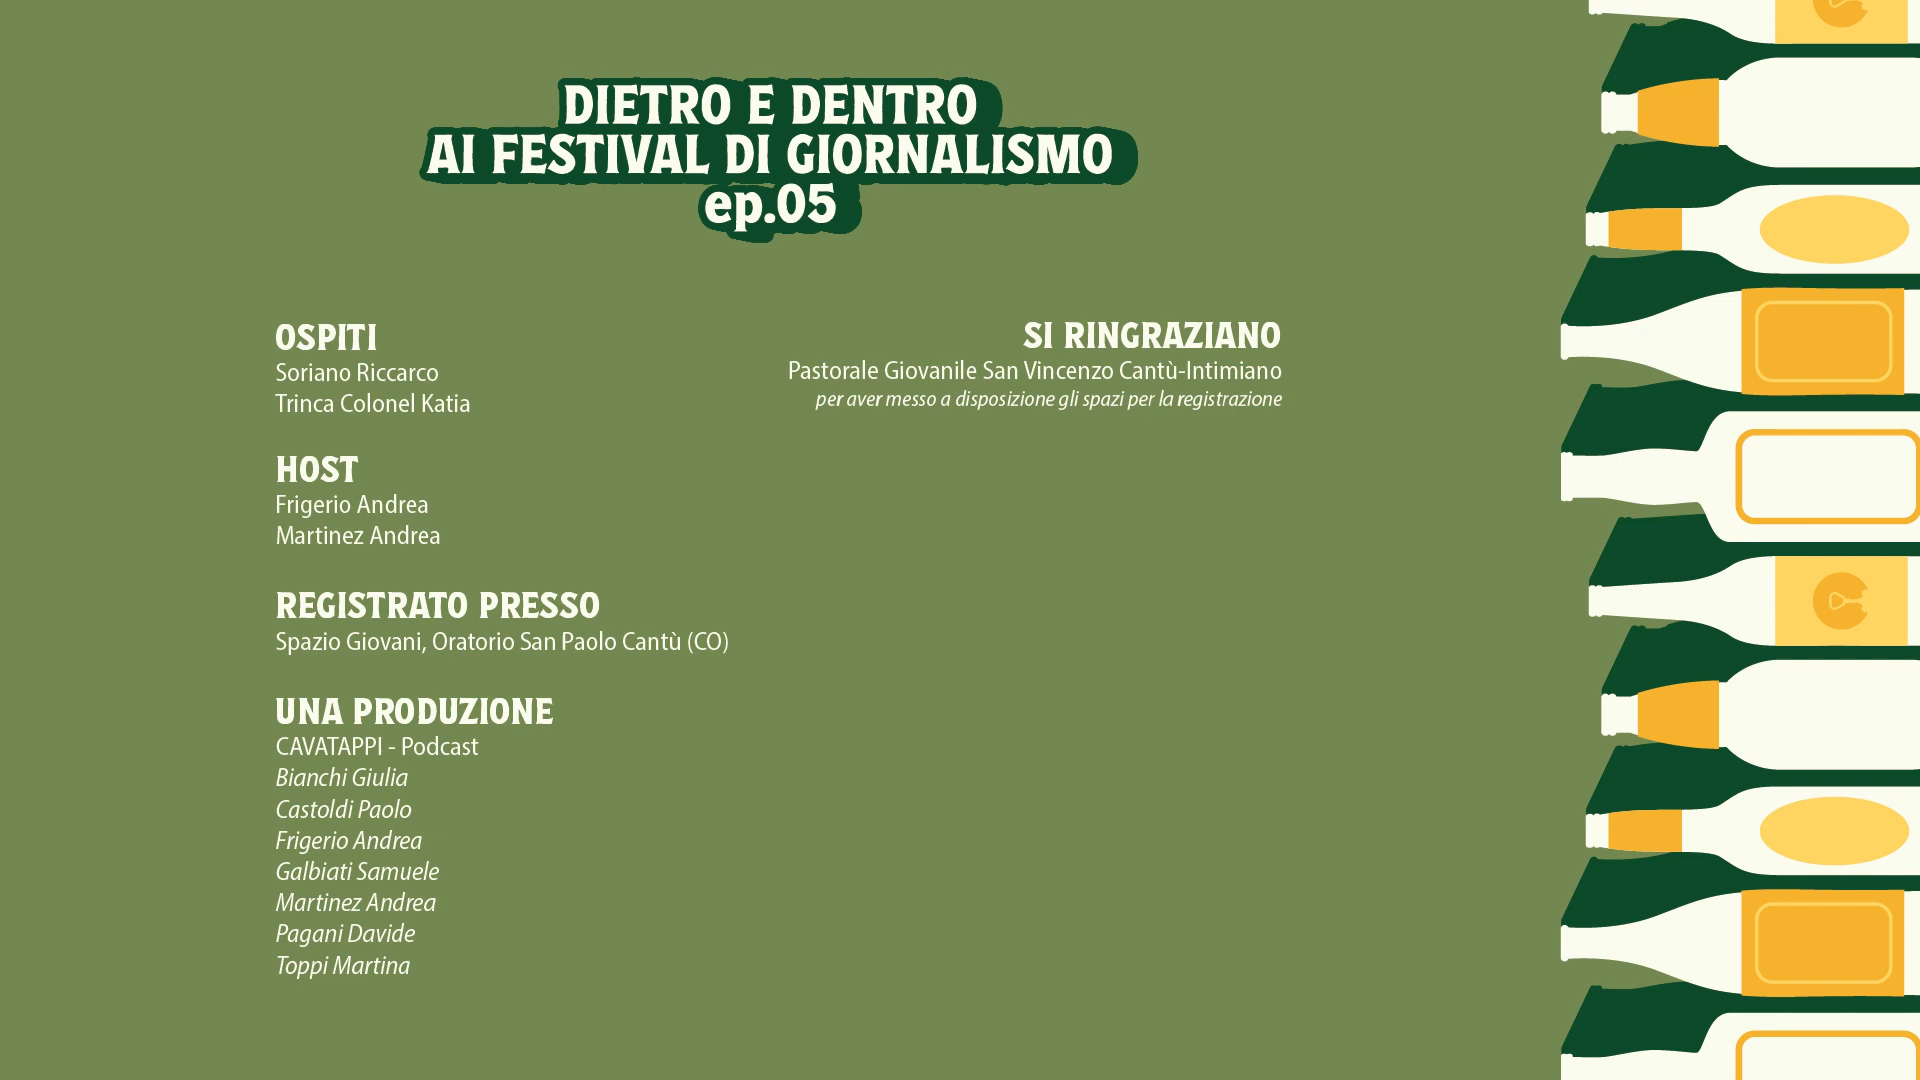 DIETRO E DENTRO
AI FESTIVAL DI GIORNALISMO
ep.05
OSPITI
Soriano Riccarco
Trinca Colonel Katia
HOST
Frigerio Andrea
Martinez Andrea
REGISTRATO PRESSO
Spazio Giovani, Oratorio San Paolo Cantù (CO)
UNA PRODUZIONE
CAVATAPPI - Podcast
Bianchi Giulia
Castoldi Paolo
Frigerio Andrea
Galbiati Samuele
Martinez Andrea
Pagani Davide
Toppi Martina
SI RINGRAZIANO
Pastorale Giovanile San Vincenzo Cantù-Intimiano
per aver messo a disposizione gli spazi per la registrazione